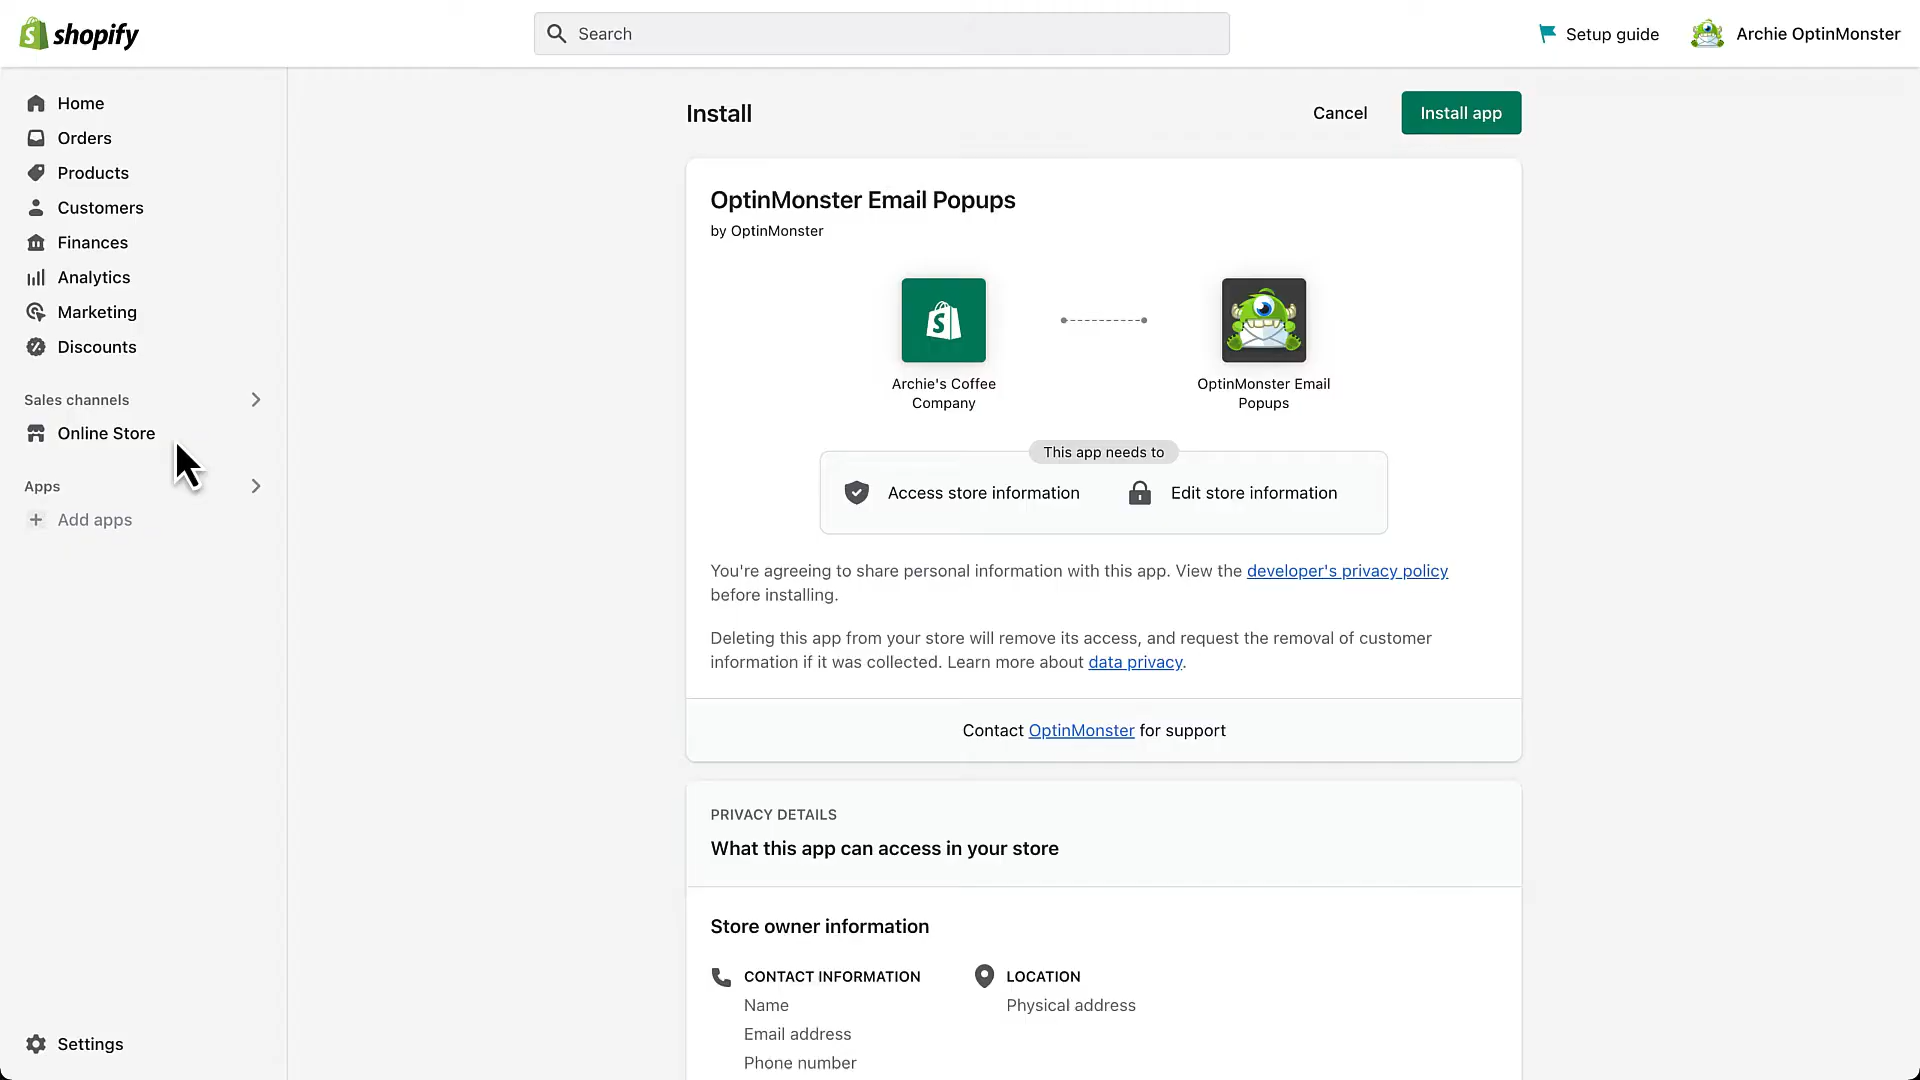 shopify
Search
Setup guide
Archie OptinMonster
Home
Orders
Products
Customers
Finances
Analytics
Marketing
Discounts
Sales channels
Online Store
Apps
Add apps
Settings
Install
Cancel
Install app
OptinMonster Email Popups
by OptinMonster
Archie's Coffee
Company
OptinMonster Email
Popups
This app needs to
Access store information
Edit store information
You're agreeing to share personal information with this app. View the developer's privacy policy
before installing.
Deleting this app from your store will remove its access, and request the removal of customer
information if it was collected. Learn more about data privacy.
Contact OptinMonster for support
PRIVACY DETAILS
What this app can access in your store
Store owner information
CONTACT INFORMATION
Name
Email address
Phone number
LOCATION
Physical address